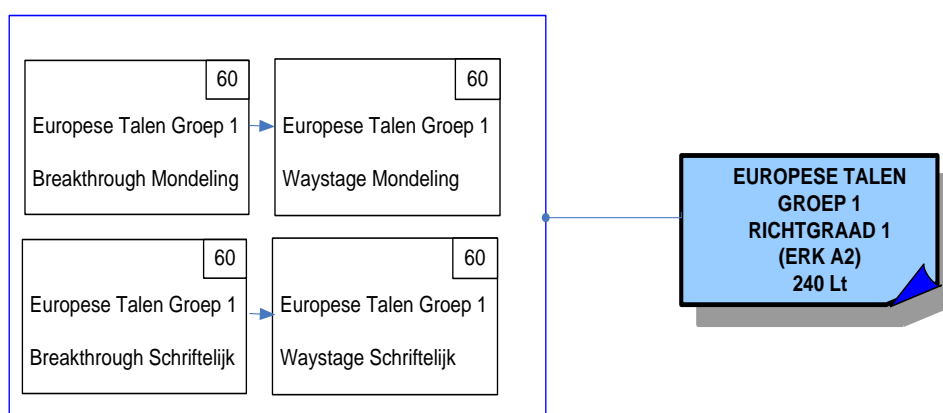 60
Europese Talen Groep 1
Breakthrough Mondeling
60
Europese Talen Groep 1
Waystage Mondeling
60
Europese Talen Groep 1
Breakthrough Schriftelijk
60
Europese Talen Groep 1
Waystage Schriftelijk
EUROPESE TALEN
GROEP 1
RICHTGRAAD 1
(ERK A2)
240 Lt